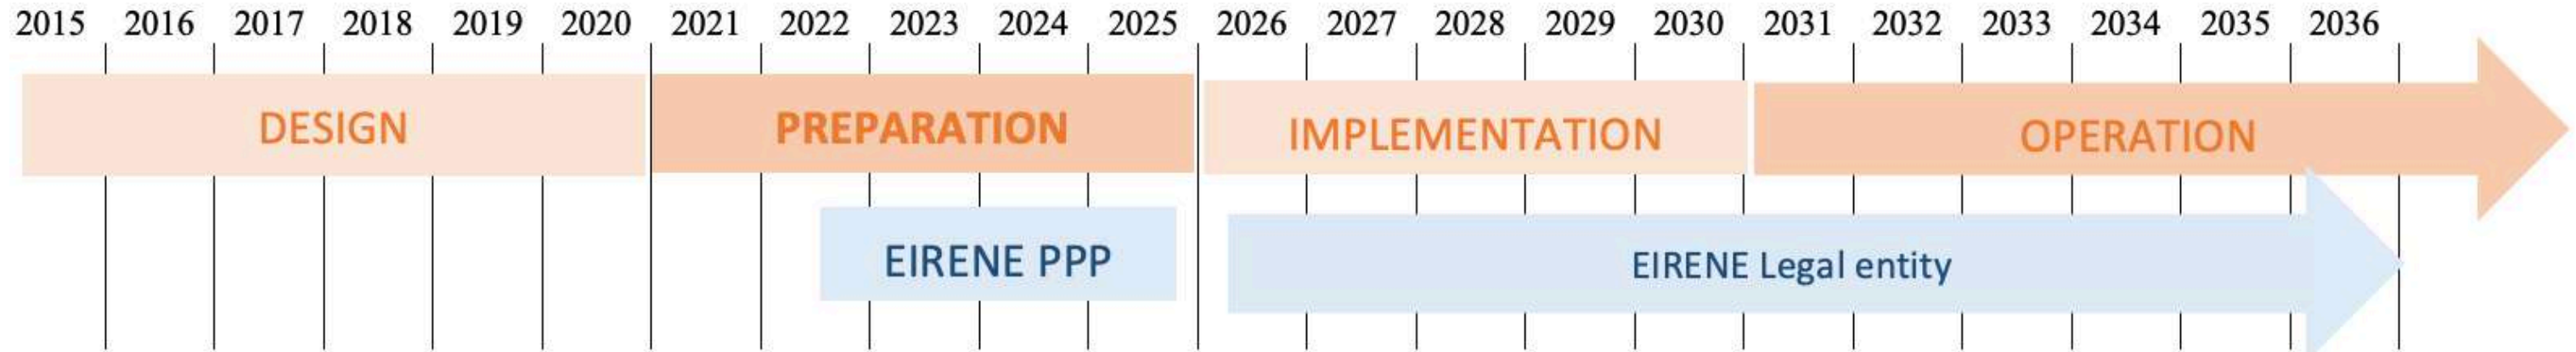 2015 2016 2017 2018 2019 2020 2021 2022 2023 2024 2025 2026 2027 2028 2029 2030 2031 2032 2033 2034 2035 2036
DESIGN PREPARATION IMPLEMENTATION OPERATION
EIRENE PPP EIRENE Legal entity